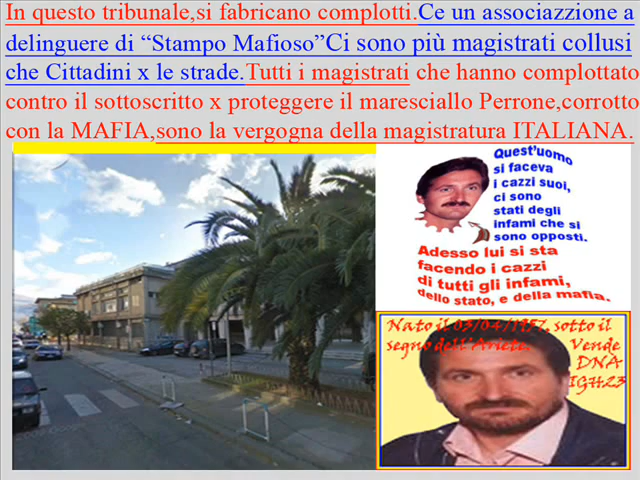 In questo tribunale,si fabricano complotti.Ce un associazzione a
delinguere di “Stampo Mafioso”Ci sono più magistrati collusi
che Cittadini x le strade.Tutti i magistrati che hanno complottato
contro il sottoscritto x proteggere il maresciallo Perrone,corrotto
con la MAFIA,sono la vergogna della magistratura ITALIANA.
Quest'uomo
si faceva
i cazzi suoi,
ci sono
stati degli
infami che si
sono opposti.
Adesso lui si sta
facendo i cazzi
di tutti gli infami,
dello stato, e della mafia.
Nato il 03/04/1957, sotto il
segno dell'Ariete.
Vende
DNA
IGH23